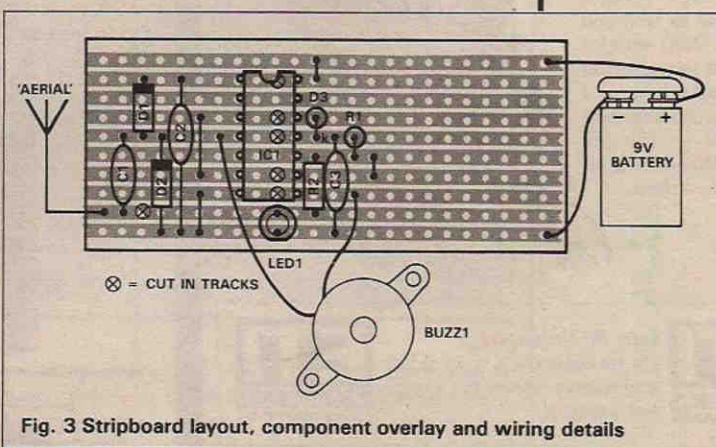 'AERIAL'
D1
C2
D3
R1
k
IC1
C1
D2
R2
C3
LED1
⊗ = CUT IN TRACKS
BUZZ1
− +
9V
BATTERY
Fig. 3 Stripboard layout, component overlay and wiring details